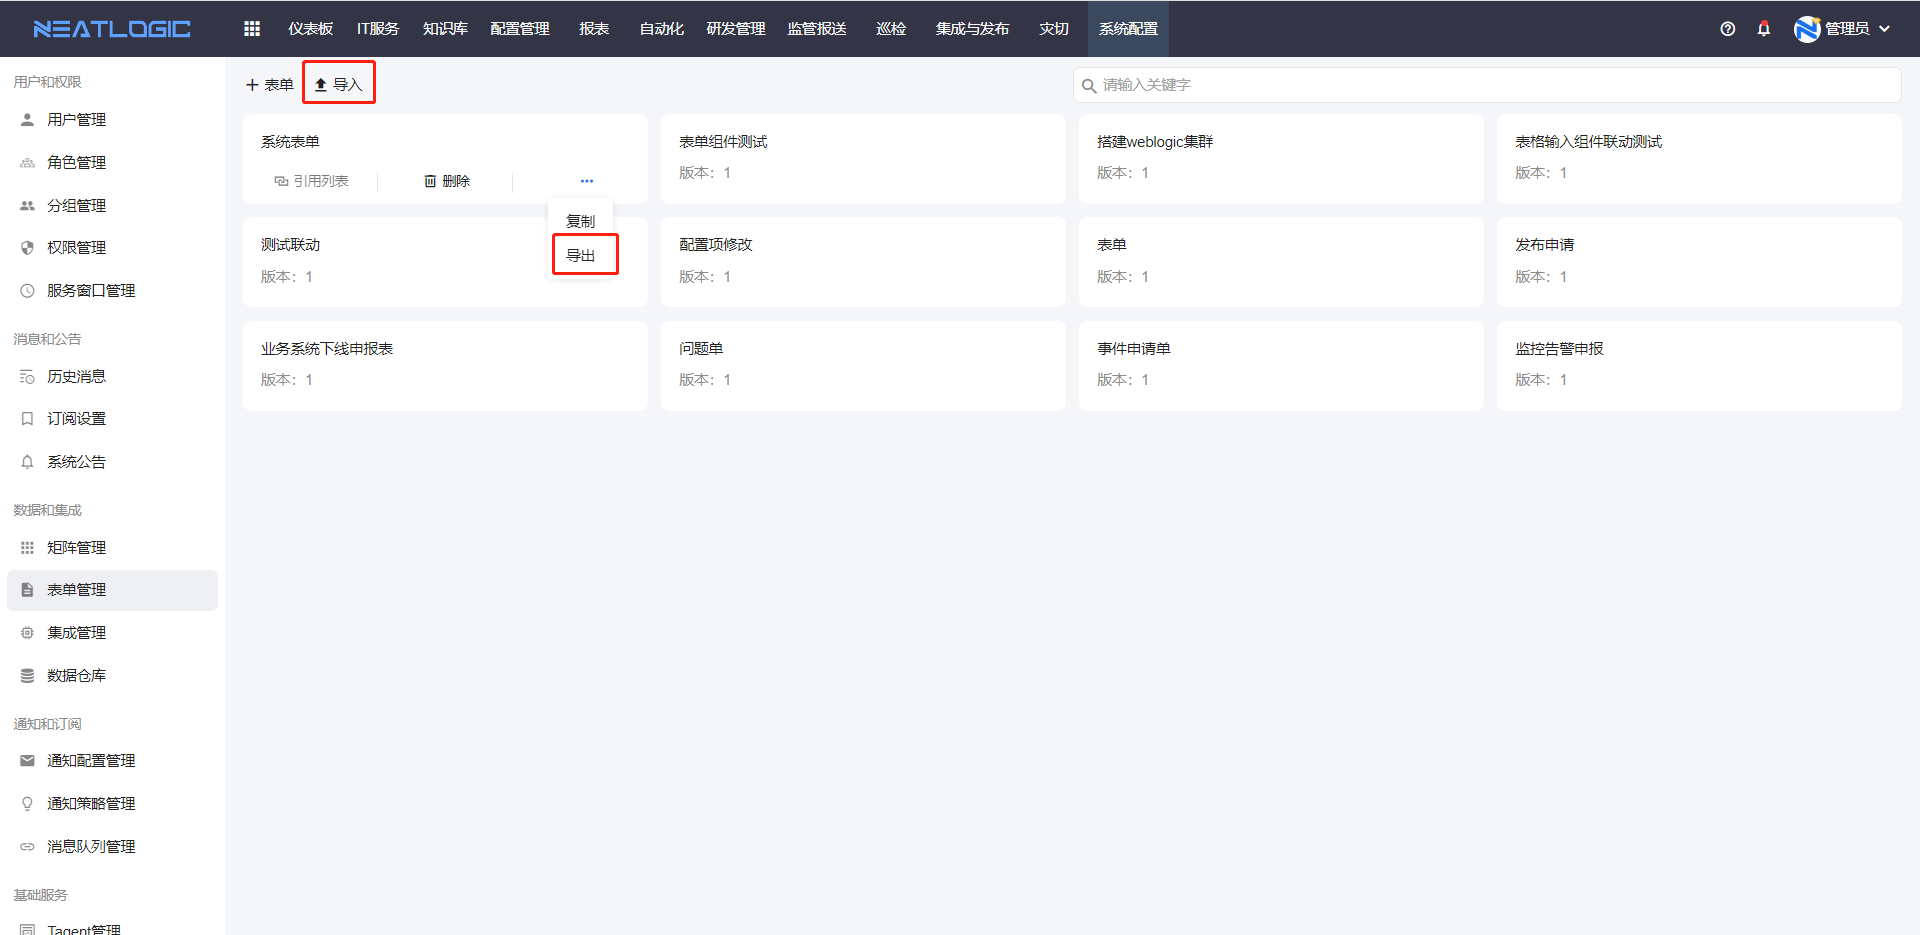 NEATLOGIC 仪表板 IT服务 知识库 配置管理 报表 自动化 研发管理 监管报送 巡检 集成与发布 灾切 系统配置 管理员
用户和权限
用户管理
角色管理
分组管理
权限管理
服务窗口管理
消息和公告
历史消息
订阅设置
系统公告
数据和集成
矩阵管理
表单管理
集成管理
数据仓库
通知和订阅
通知配置管理
通知策略管理
消息队列管理
基础服务
Tagent管理
表单 导入 请输入关键字
系统表单
引用列表 删除 ...
复制
导出
表单组件测试
版本：1
搭建weblogic集群
版本：1
表格输入组件联动测试
版本：1
测试联动
版本：1
配置项修改
版本：1
表单
版本：1
发布申请
版本：1
业务系统下线申报表
版本：1
问题单
版本：1
事件申请单
版本：1
监控告警申报
版本：1